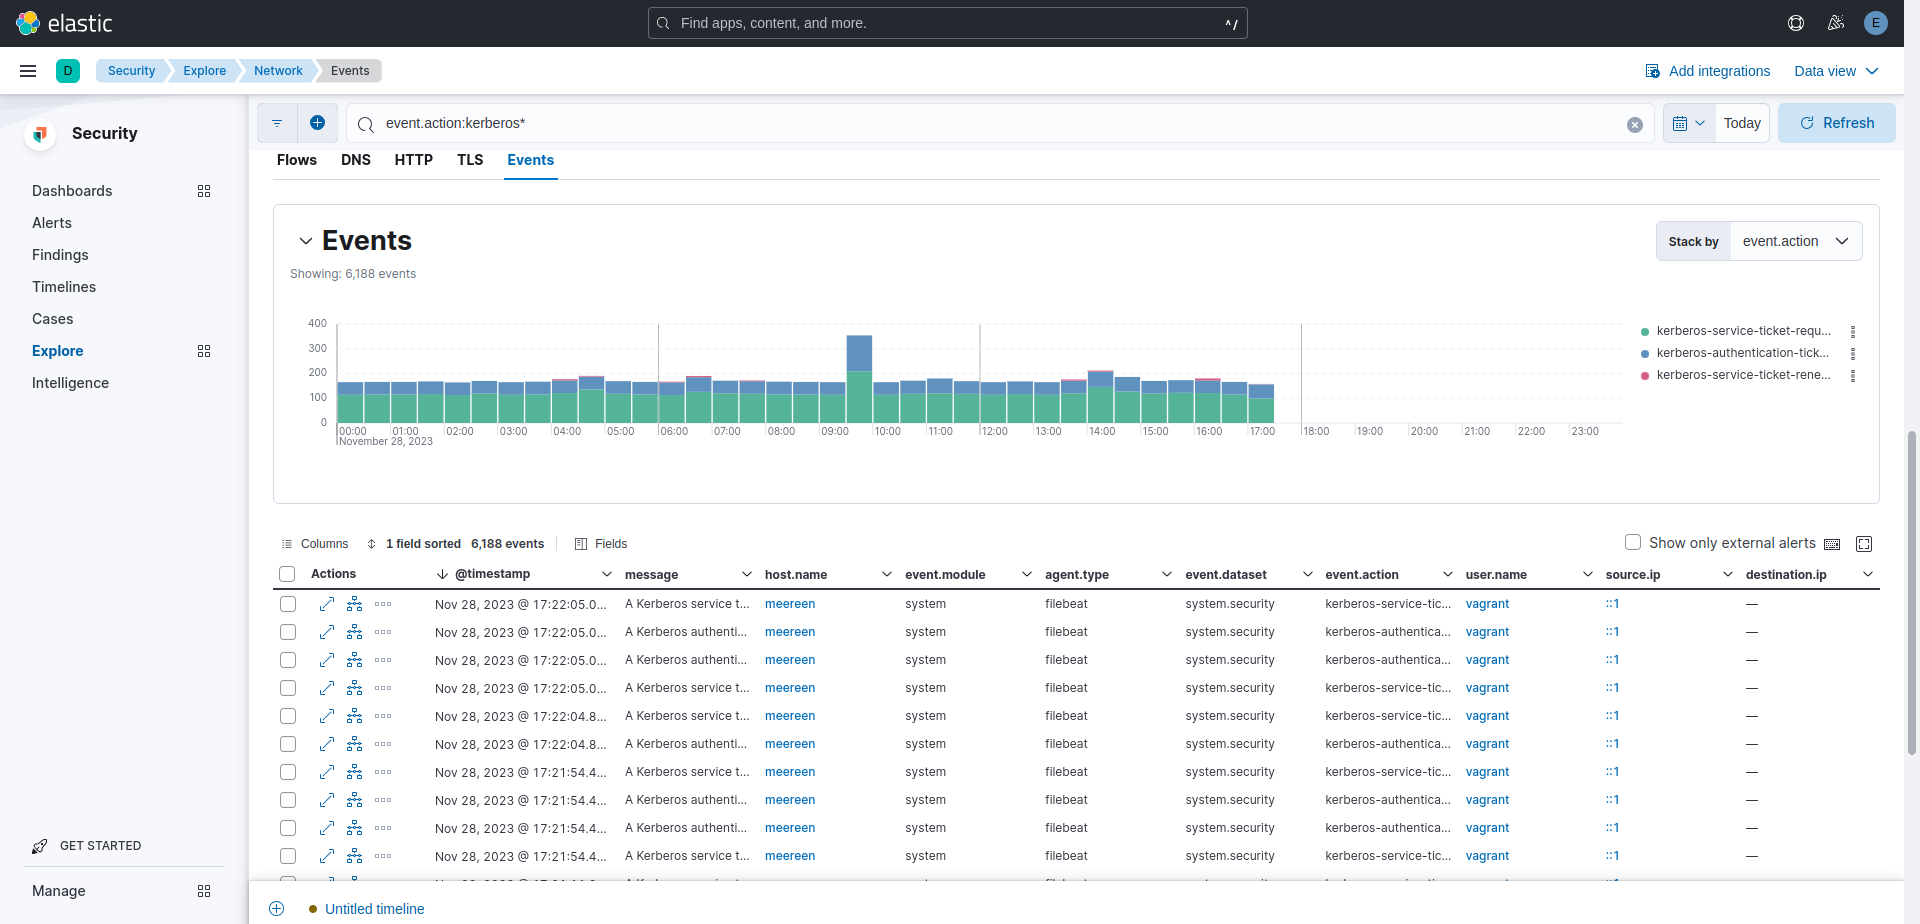 elastic
Find apps, content, and more.
^/
E
D
Security
Explore
Network
Events
Add integrations
Data view
Security
event.action:kerberos*
Today
Refresh
Flows DNS HTTP TLS Events
Dashboards
Alerts
Findings
Timelines
Cases
Explore
Intelligence
GET STARTED
Manage
Events
Stack by
event.action
Showing: 6,188 events
400
300
200
100
0
00:00 01:00 02:00 03:00 04:00 05:00 06:00 07:00 08:00 09:00 10:00 11:00 12:00 13:00 14:00 15:00 16:00 17:00 18:00 19:00 20:00 21:00 22:00 23:00
November 28, 2023
kerberos-service-ticket-requ...
kerberos-authentication-tick...
kerberos-service-ticket-rene...
Columns 1 field sorted 6,188 events Fields
Show only external alerts
Actions @timestamp message host.name event.module agent.type event.dataset event.action user.name source.ip destination.ip
Nov 28, 2023 @ 17:22:05.0... A Kerberos service t... meereen system filebeat system.security kerberos-service-tic... vagrant ::1 —
Nov 28, 2023 @ 17:22:05.0... A Kerberos authenti... meereen system filebeat system.security kerberos-authentica... vagrant ::1 —
Nov 28, 2023 @ 17:22:05.0... A Kerberos authenti... meereen system filebeat system.security kerberos-authentica... vagrant ::1 —
Nov 28, 2023 @ 17:22:05.0... A Kerberos service t... meereen system filebeat system.security kerberos-service-tic... vagrant ::1 —
Nov 28, 2023 @ 17:22:04.8... A Kerberos service t... meereen system filebeat system.security kerberos-service-tic... vagrant ::1 —
Nov 28, 2023 @ 17:22:04.8... A Kerberos authenti... meereen system filebeat system.security kerberos-authentica... vagrant ::1 —
Nov 28, 2023 @ 17:21:54.4... A Kerberos service t... meereen system filebeat system.security kerberos-service-tic... vagrant ::1 —
Nov 28, 2023 @ 17:21:54.4... A Kerberos authenti... meereen system filebeat system.security kerberos-authentica... vagrant ::1 —
Nov 28, 2023 @ 17:21:54.4... A Kerberos authenti... meereen system filebeat system.security kerberos-authentica... vagrant ::1 —
Nov 28, 2023 @ 17:21:54.4... A Kerberos service t... meereen system filebeat system.security kerberos-service-tic... vagrant ::1 —
Untitled timeline